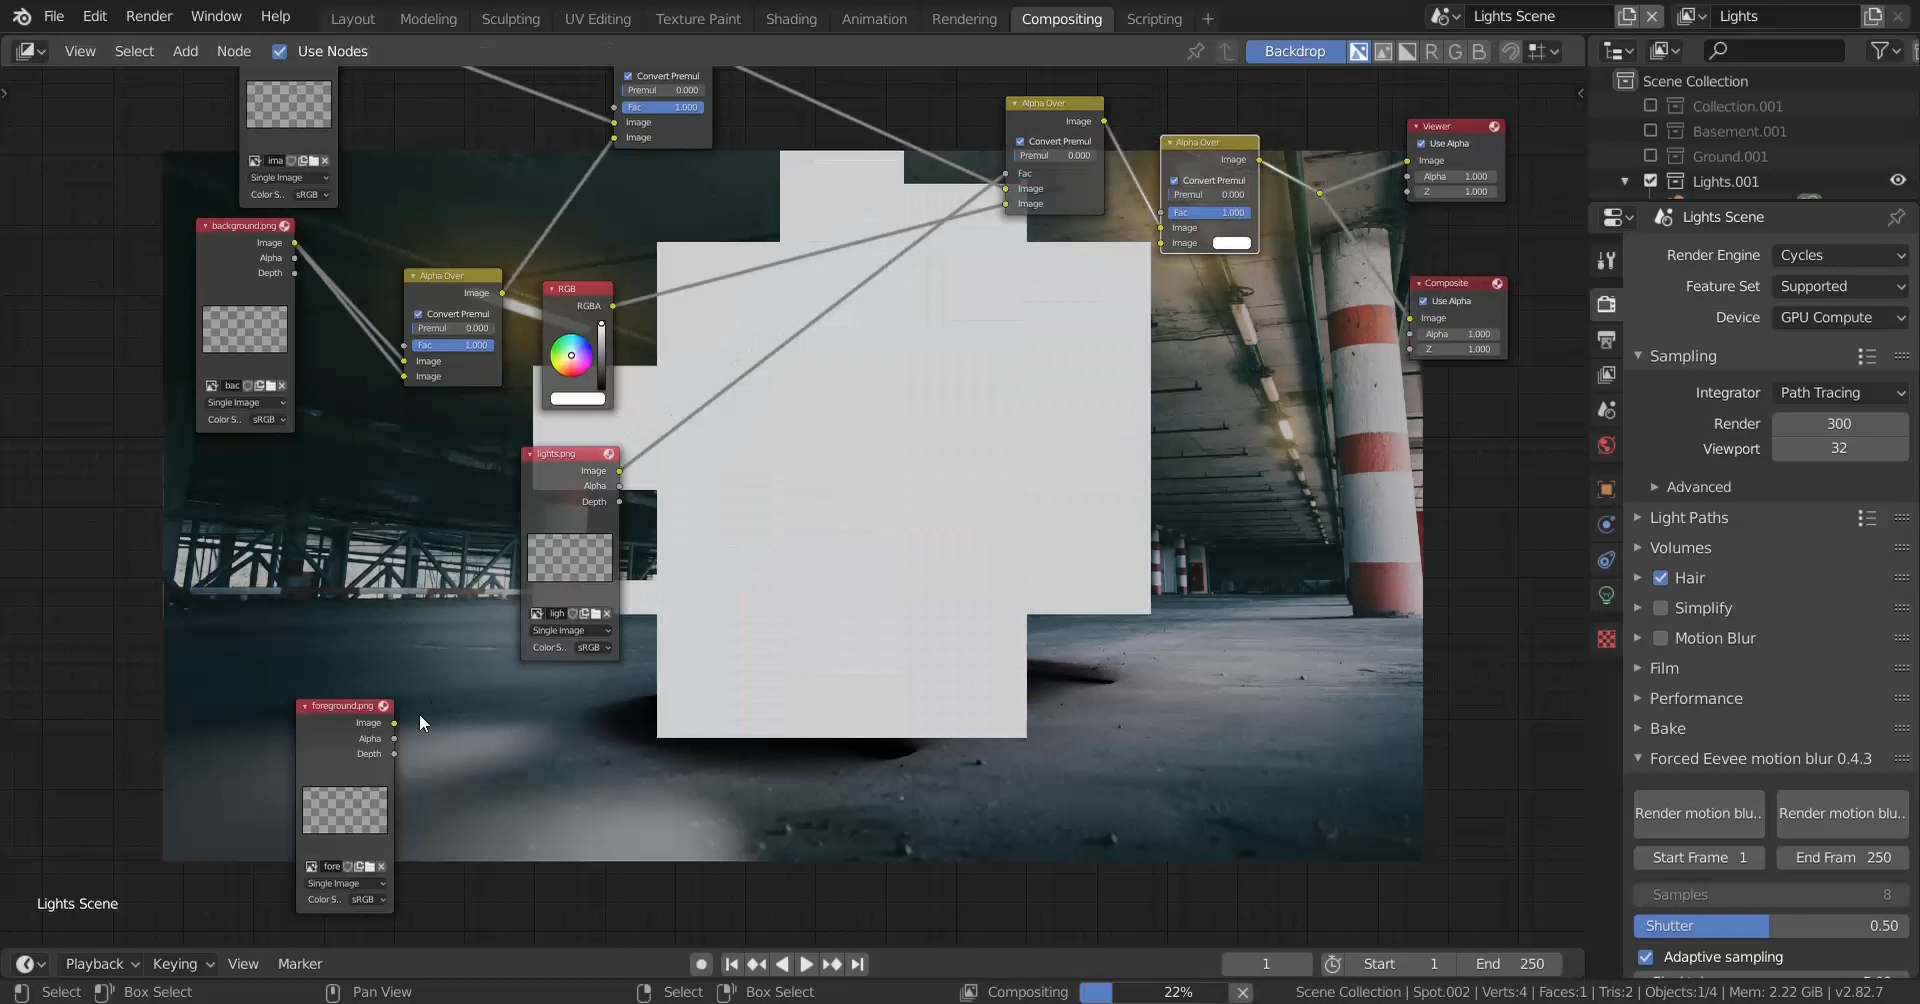 File Edit Render Window Help Layout Modeling Sculpting UV Editing Texture Paint Shading Animation Rendering Compositing Scripting + Lights Scene Lights
View Select Add Node Use Nodes Backdrop R G B
Scene Collection
Collection.001
Basement.001
Ground.001
Lights.001
ima
Single Image
Color S.. sRGB
Convert Premul
Premul 0.000
Fac 1.000
Image
Image
background.png
Image
Alpha
Depth
bac
Single Image
Color S.. sRGB
Alpha Over
Image
Convert Premul
Premul 0.000
Fac 1.000
Image
Image
RGB
RGBA
lights.png
Image
Alpha
Depth
ligh
Single Image
Color S.. sRGB
foreground.png
Image
Alpha
Depth
fore
Single Image
Color S.. sRGB
Alpha Over
Image
Convert Premul
Premul 0.000
Fac
Image
Image
Alpha Over
Image
Convert Premul
Premul 0.000
Fac 1.000
Image
Image
Viewer
Use Alpha
Image
Alpha 1.000
Z 1.000
Composite
Use Alpha
Image
Alpha 1.000
Z 1.000
Lights Scene
Lights Scene
Render Engine Cycles
Feature Set Supported
Device GPU Compute
Sampling
Integrator Path Tracing
Render 300
Viewport 32
Advanced
Light Paths
Volumes
Hair
Simplify
Motion Blur
Film
Performance
Bake
Forced Eevee motion blur 0.4.3
Render motion blu.. Render motion blu..
Start Frame 1 End Fram 250
Samples 8
Shutter 0.50
Adaptive sampling
Playback Keying View Marker 1 Start 1 End 250
Select Box Select Pan View Select Box Select Compositing 22% Scene Collection | Spot.002 | Verts:4 | Faces:1 | Tris:2 | Objects:1/4 | Mem: 2.22 GiB | v2.82.7